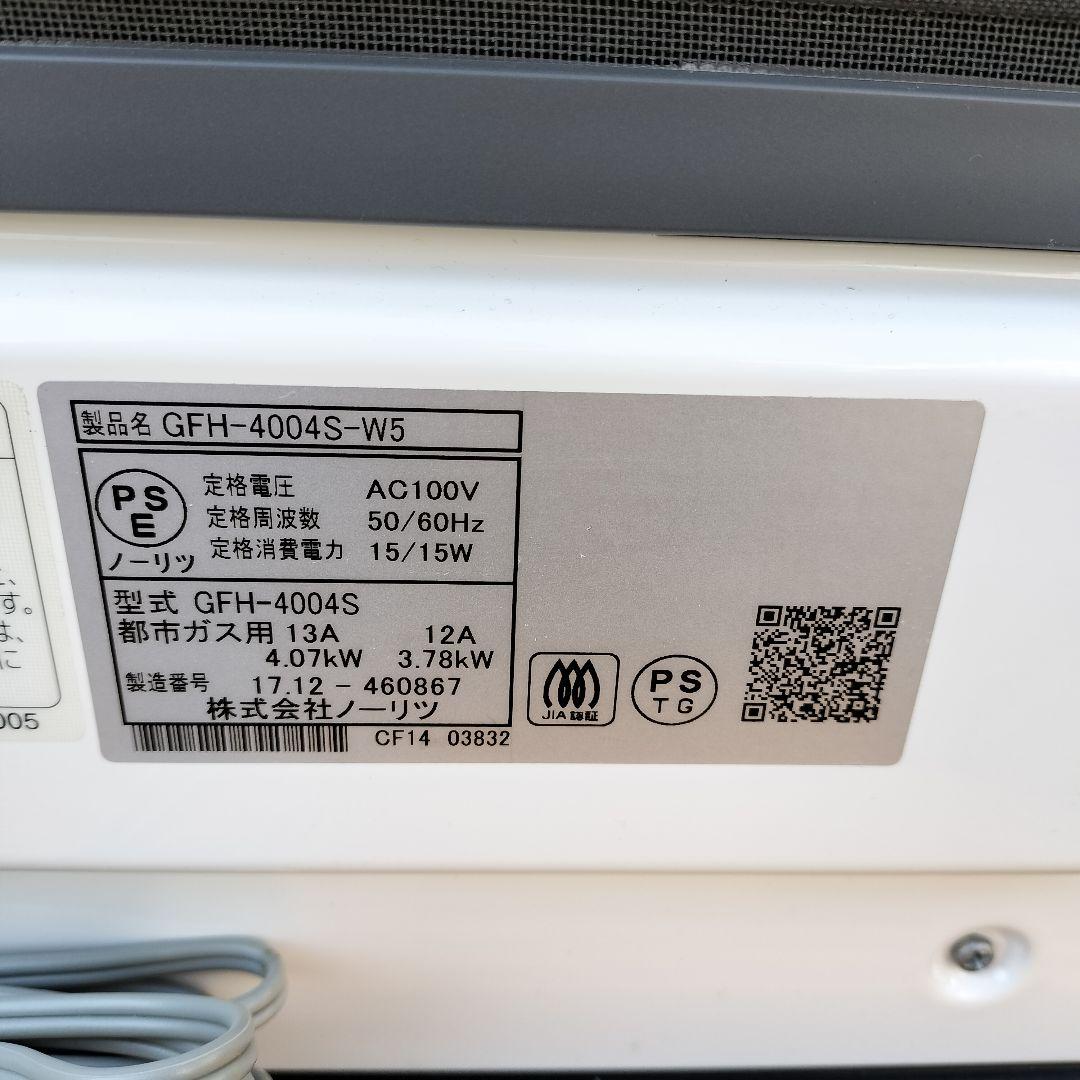 製品名 GFH-4004S-W5
PS
E
ノーリツ
定格電圧 AC100V
定格周波数 50/60Hz
定格消費電力 15/15W
型式 GFH-4004S
都市ガス用 13A 12A
4.07kW 3.78kW
製造番号 17.12 - 460867
株式会社ノーリツ
CF14 03832
JIA 認証
PS
TG
す。
は、
に
005